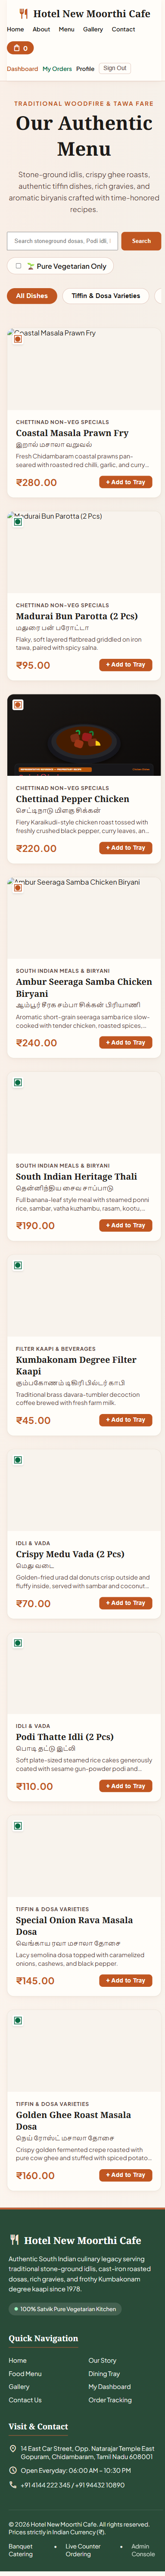 Hotel New Moorthi Cafe
Home About Menu Gallery Contact
0
Dashboard My Orders Profile Sign Out
TRADITIONAL WOODFIRE & TAWA FARE
Our Authentic
Menu
Stone-ground idlis, crispy ghee roasts,
authentic tiffin dishes, rich gravies, and
aromatic biryanis crafted with time-honored
recipes.
Search stoneground dosas, Podi idli,
Search
Pure Vegetarian Only
All Dishes
Tiffin & Dosa Varieties
Coastal Masala Prawn Fry
CHETTINAD NON-VEG SPECIALS
Coastal Masala Prawn Fry
இறால் மசாலா வறுவல்
Fresh Chidambaram coastal prawns pan-
seared with roasted red chilli, garlic, and curry...
₹280.00
+ Add to Tray
Madurai Bun Parotta (2 Pcs)
CHETTINAD NON-VEG SPECIALS
Madurai Bun Parotta (2 Pcs)
மதுரை பன் பரோட்டா
Flaky, soft layered flatbread griddled on iron
tawa, paired with spicy salna.
₹95.00
+ Add to Tray
CHETTINAD NON-VEG SPECIALS
Chettinad Pepper Chicken
செட்டிநாடு மிளகு சிக்கன்
Fiery Karaikudi-style chicken roast tossed with
freshly crushed black pepper, curry leaves, an...
₹220.00
+ Add to Tray
Ambur Seeraga Samba Chicken Biryani
SOUTH INDIAN MEALS & BIRYANI
Ambur Seeraga Samba Chicken
Biryani
ஆம்பூர் சீரக சம்பா சிக்கன் பிரியாணி
Aromatic short-grain seeraga samba rice slow-
cooked with tender chicken, roasted spices,...
₹240.00
+ Add to Tray
SOUTH INDIAN MEALS & BIRYANI
South Indian Heritage Thali
தென்னிந்திய சைவ சாப்பாடு
Full banana-leaf style meal with steamed ponni
rice, sambar, vatha kuzhambu, rasam, kootu,...
₹190.00
+ Add to Tray
FILTER KAAPI & BEVERAGES
Kumbakonam Degree Filter
Kaapi
கும்பகோணம் டிகிரி பில்டர் காபி
Traditional brass davara-tumbler decoction
coffee brewed with fresh farm milk.
₹45.00
+ Add to Tray
IDLI & VADA
Crispy Medu Vada (2 Pcs)
மெது வடை
Golden-fried urad dal donuts crisp outside and
fluffy inside, served with sambar and coconut...
₹70.00
+ Add to Tray
IDLI & VADA
Podi Thatte Idli (2 Pcs)
பொடி தட்டு இட்லி
Soft plate-sized steamed rice cakes generously
coated with sesame gun-powder podi and...
₹110.00
+ Add to Tray
TIFFIN & DOSA VARIETIES
Special Onion Rava Masala
Dosa
வெங்காய ரவா மசாலா தோசை
Lacy semolina dosa topped with caramelized
onions, cashews, and black pepper.
₹145.00
+ Add to Tray
TIFFIN & DOSA VARIETIES
Golden Ghee Roast Masala
Dosa
நெய் ரோஸ்ட் மசாலா தோசை
Crispy golden fermented crepe roasted with
pure cow ghee and stuffed with spiced potato...
₹160.00
+ Add to Tray
Hotel New Moorthi Cafe
Authentic South Indian culinary legacy serving
traditional stone-ground idlis, cast-iron roasted
dosas, rich gravies, and frothy Kumbakonam
degree kaapi since 1978.
100% Satvik Pure Vegetarian Kitchen
Quick Navigation
Home
Our Story
Food Menu
Dining Tray
Gallery
My Dashboard
Contact Us
Order Tracking
Visit & Contact
14 East Car Street, Opp. Natarajar Temple East
Gopuram, Chidambaram, Tamil Nadu 608001
Open Everyday: 06:00 AM – 10:30 PM
+91 4144 222 345 / +91 94432 10890
© 2026 Hotel New Moorthi Cafe. All rights reserved.
Prices strictly in Indian Currency (₹).
Banquet
Catering
•
Live Counter
Ordering
•
Admin
Console